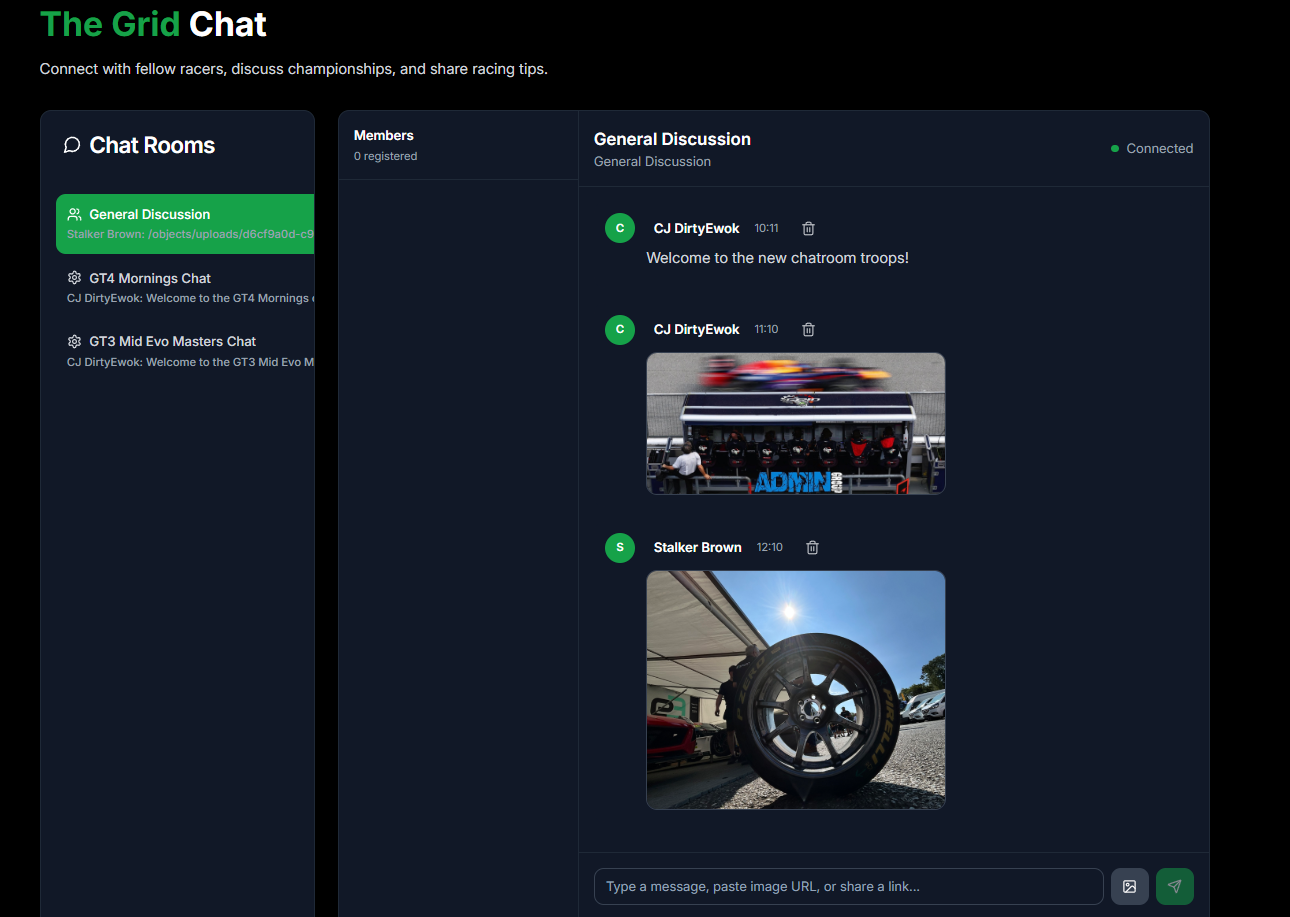 The Grid Chat
Connect with fellow racers, discuss championships, and share racing tips.
Chat Rooms
General Discussion
Stalker Brown: /objects/uploads/d6cf9a0d-c9
GT4 Mornings Chat
CJ DirtyEwok: Welcome to the GT4 Mornings
GT3 Mid Evo Masters Chat
CJ DirtyEwok: Welcome to the GT3 Mid Evo M
Members
0 registered
General Discussion
General Discussion
Connected
C
CJ DirtyEwok 10:11
Welcome to the new chatroom troops!
C
CJ DirtyEwok 11:10
ADMIN
S
Stalker Brown 12:10
PIRELLI
Type a message, paste image URL, or share a link...